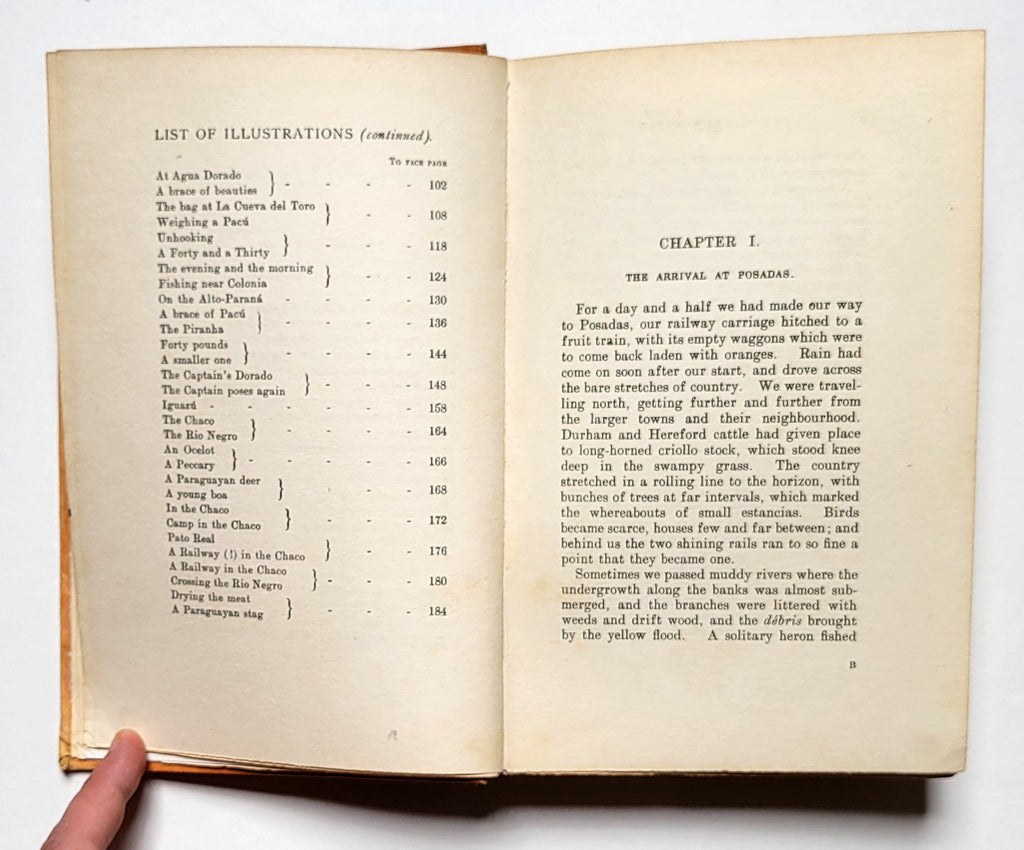 LIST OF ILLUSTRATIONS (continued).
To face page
At Agua Dorado
A brace of beauties } - - - - 102
The bag at La Cueva del Toro
Weighing a Pacú } - - 108
Unhooking
A Forty and a Thirty } - - - 118
The evening and the morning
Fishing near Colonia } - - 124
On the Alto-Paraná - - - - 130
A brace of Pacú
The Piranha } - - - - 136
Forty pounds
A smaller one } - - - - 144
The Captain's Dorado
The Captain poses again } - - - 148
Iguazú - - - - - - 158
The Chaco
The Rio Negro } - - - - 164
An Ocelot
A Peccary } - - - - - 166
A Paraguayan deer
A young boa } - - - 168
In the Chaco
Camp in the Chaco } - - - 172
Pato Real
A Railway (!) in the Chaco } - - 176
A Railway in the Chaco
Crossing the Rio Negro } - - - 180
Drying the meat
A Paraguayan stag } - - - 184
CHAPTER I.
THE ARRIVAL AT POSADAS.
For a day and a half we had made our way
to Posadas, our railway carriage hitched to a
fruit train, with its empty waggons which were
to come back laden with oranges. Rain had
come on soon after our start, and drove across
the bare stretches of country. We were travel-
ling north, getting further and further from
the larger towns and their neighbourhood.
Durham and Hereford cattle had given place
to long-horned criollo stock, which stood knee
deep in the swampy grass. The country
stretched in a rolling line to the horizon, with
bunches of trees at far intervals, which marked
the whereabouts of small estancias. Birds
became scarce, houses few and far between; and
behind us the two shining rails ran to so fine a
point that they became one.
Sometimes we passed muddy rivers where the
undergrowth along the banks was almost sub-
merged, and the branches were littered with
weeds and drift wood, and the débris brought
by the yellow flood. A solitary heron fished
B